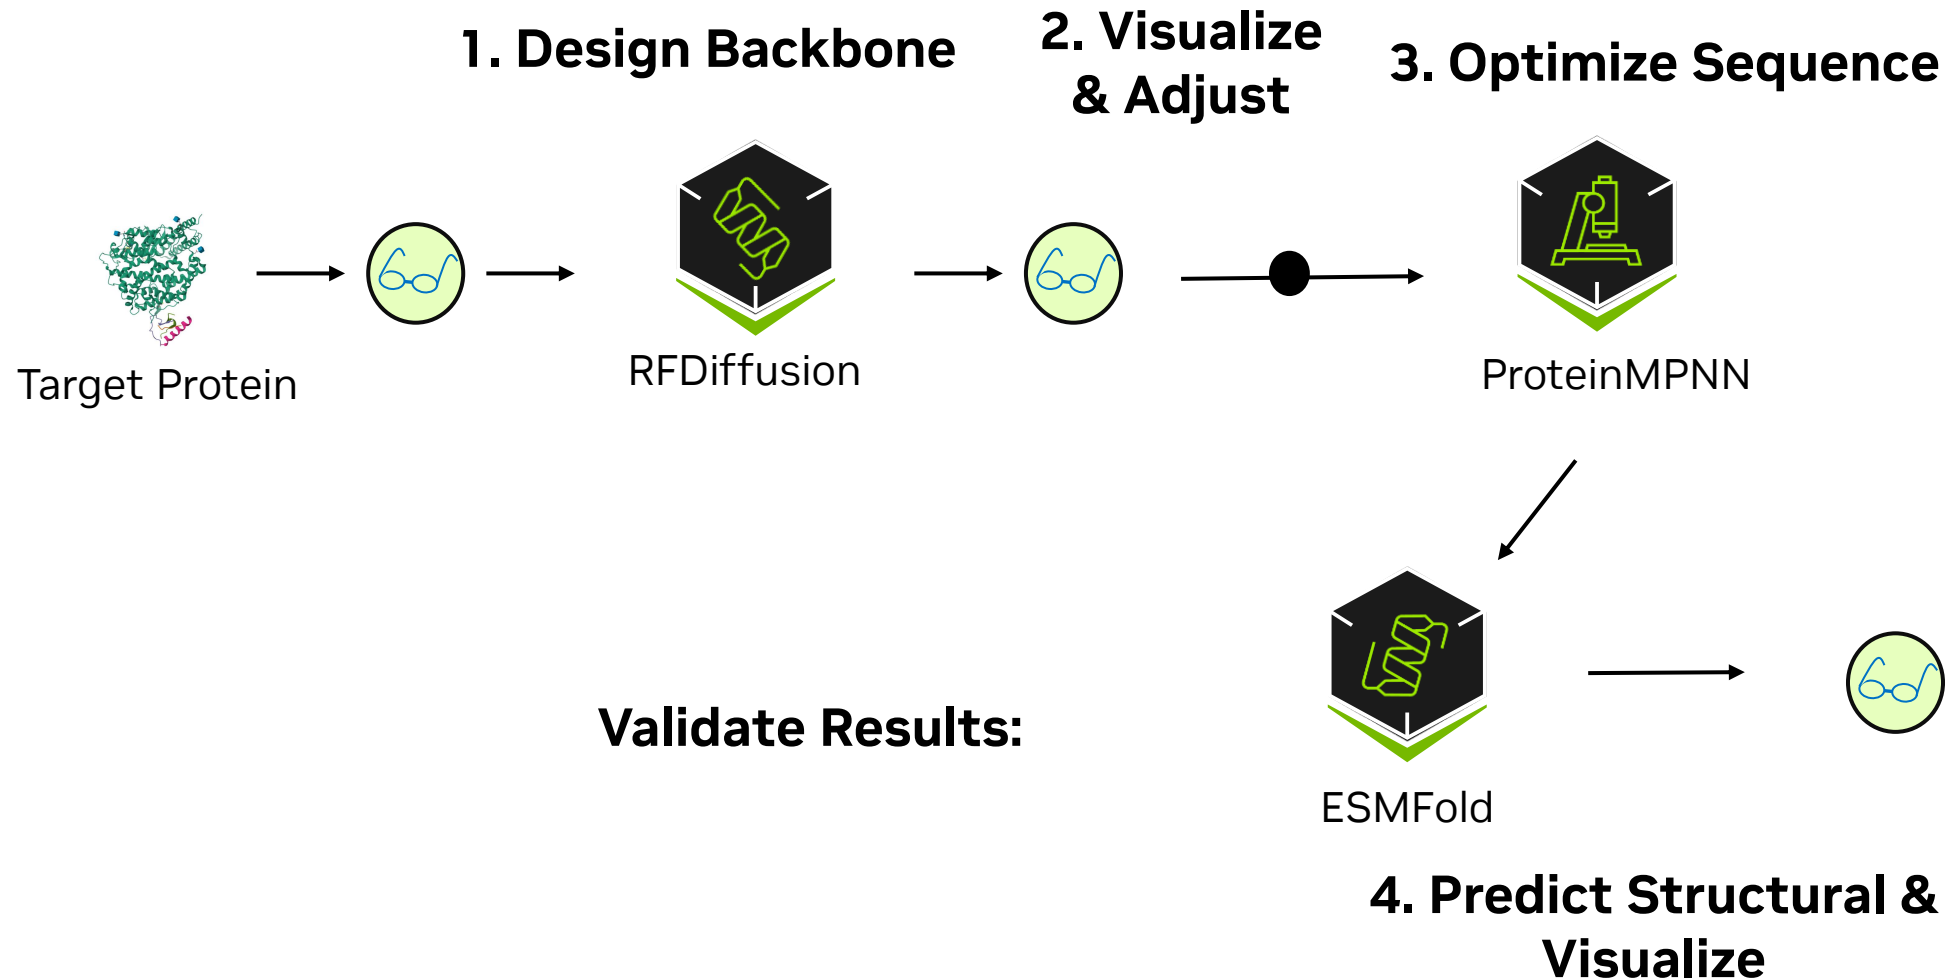 1. Design Backbone
2. Visualize
& Adjust
3. Optimize Sequence
Target Protein
RFDiffusion
ProteinMPNN
Validate Results:
ESMFold
4. Predict Structural &
Visualize